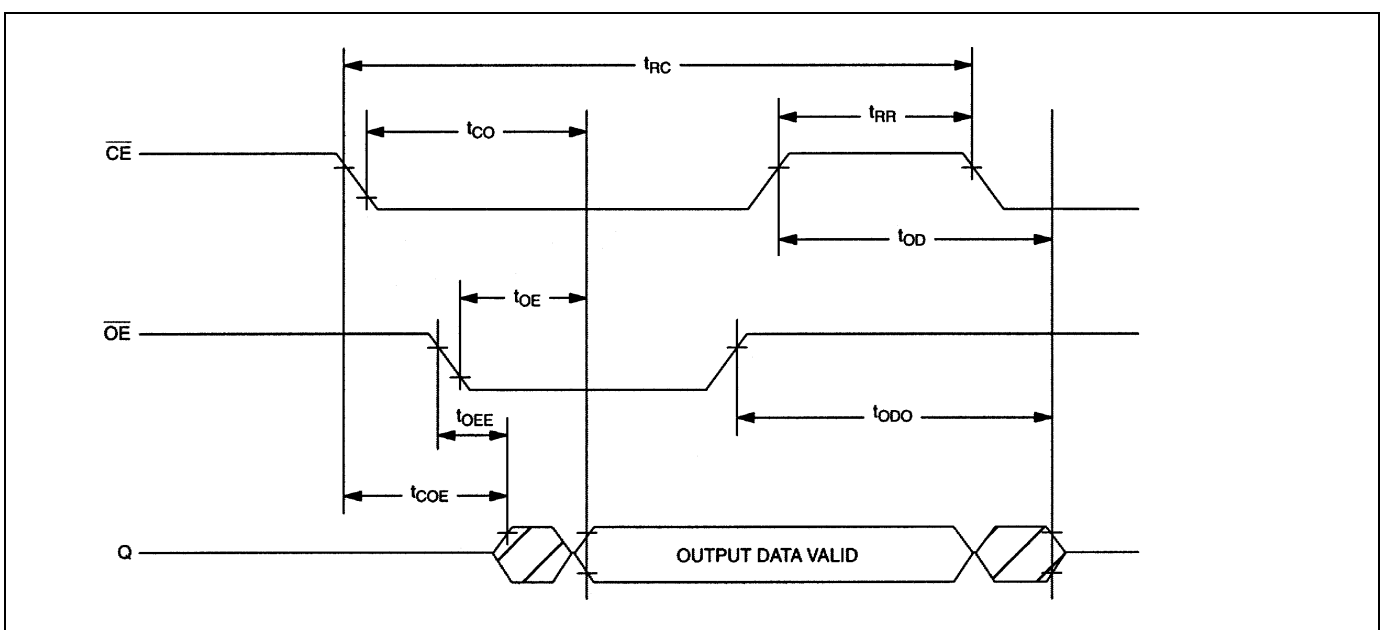 tRC
tRR
tCO
CE
tOD
tOE
OE
tODO
tOEE
tCOE
Q
OUTPUT DATA VALID